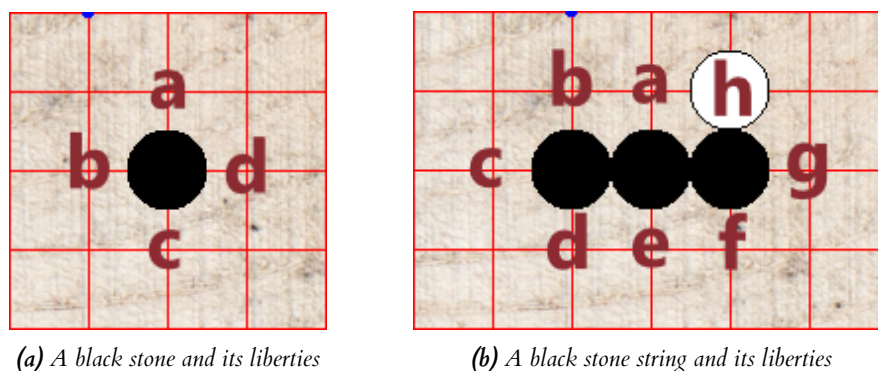 a
b d
c
b a h
c g
d e f
(a) A black stone and its liberties
(b) A black stone string and its liberties